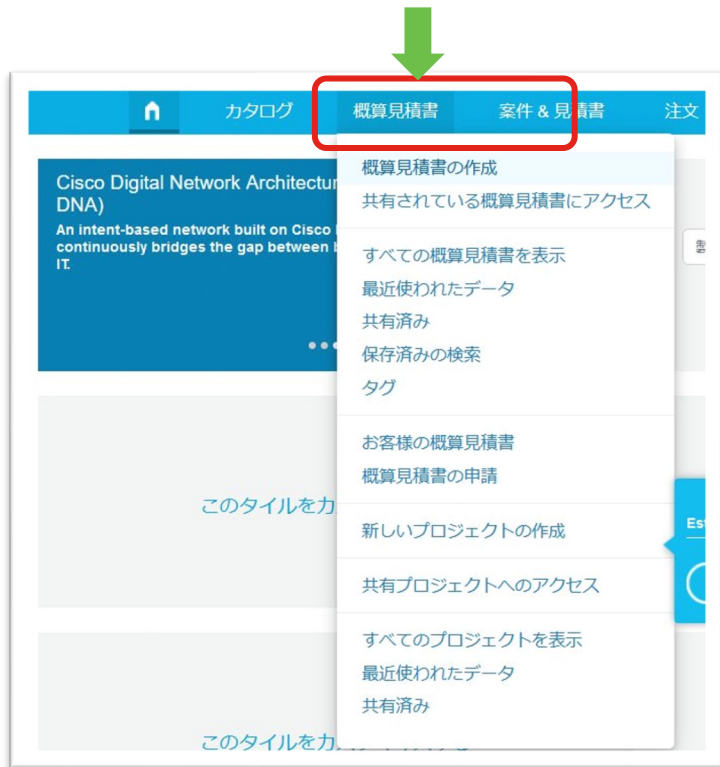 カタログ
概算見積書
案件 & 見積書
注文
Cisco Digital Network Architectur
DNA)
An intent-based network built on Cisco
continuously bridges the gap between b
IT.
概算見積書の作成
共有されている概算見積書にアクセス
すべての概算見積書を表示
最近使われたデータ
共有済み
保存済みの検索
タグ
お客様の概算見積書
概算見積書の申請
新しいプロジェクトの作成
共有プロジェクトへのアクセス
すべてのプロジェクトを表示
最近使われたデータ
共有済み
このタイルをカ
Est
このタイルをカ